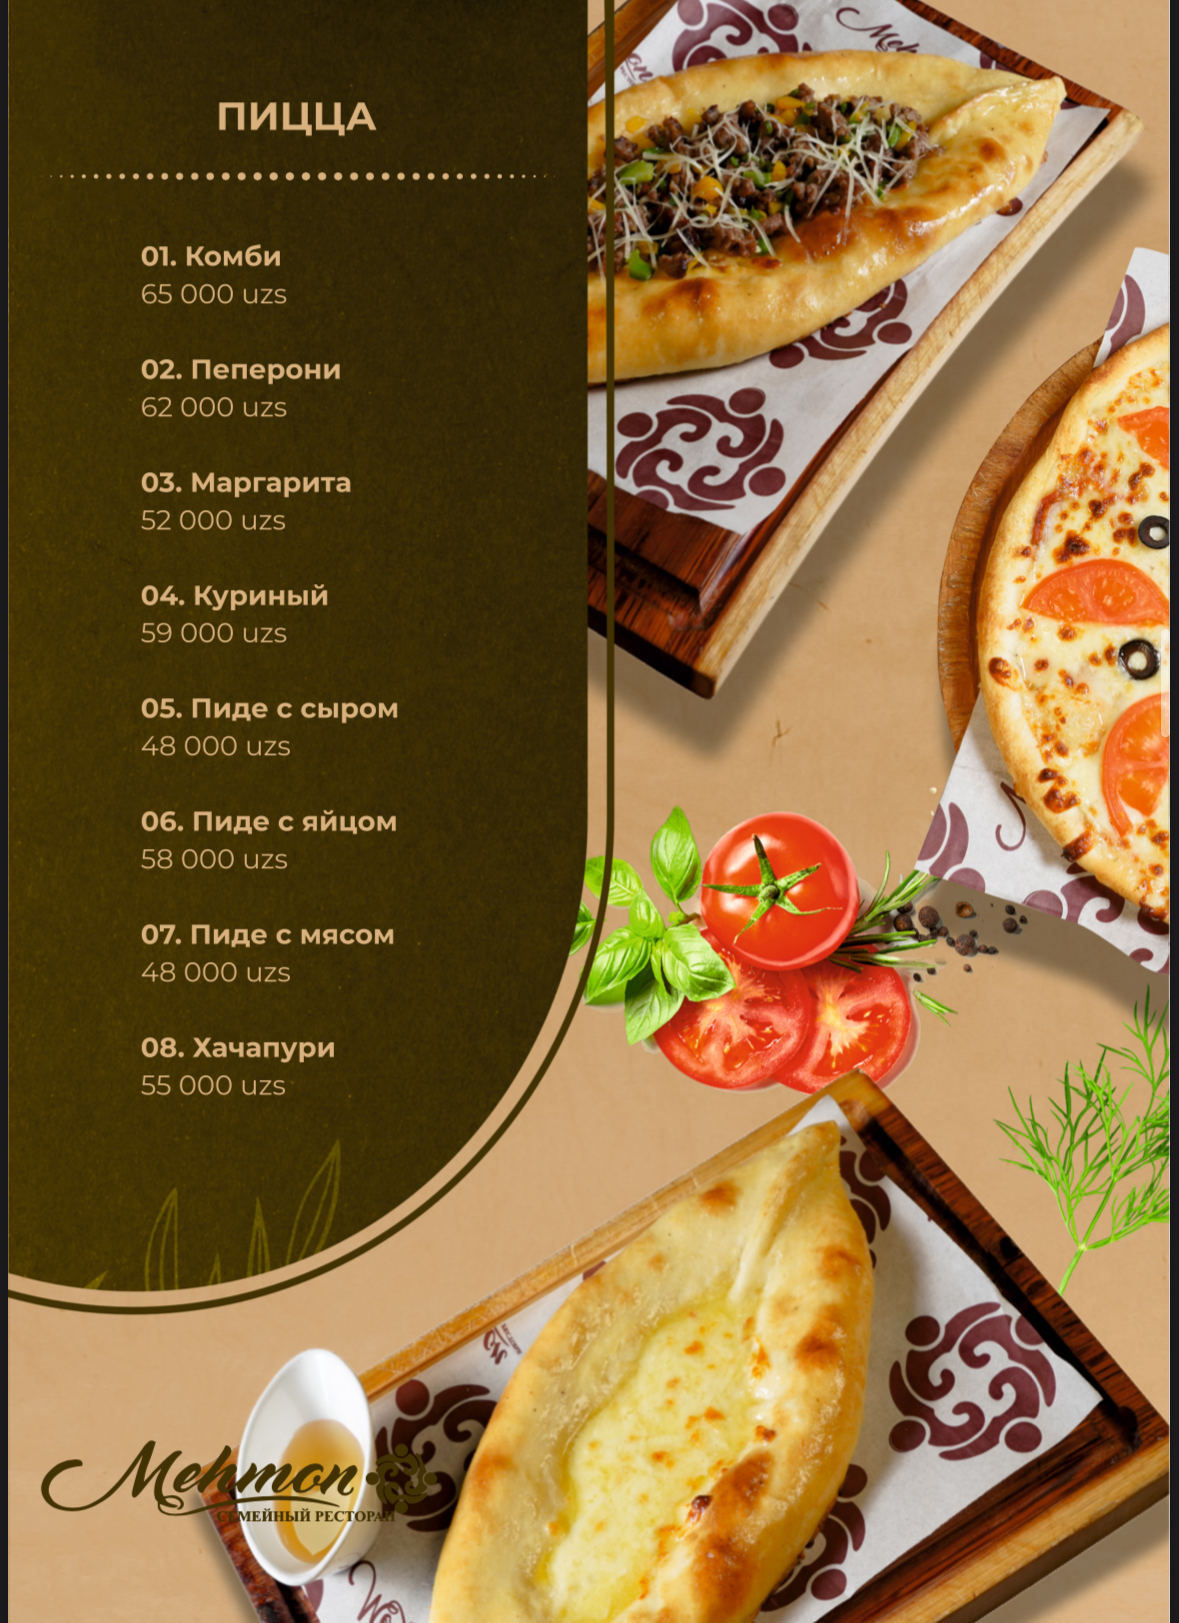 ПИЦЦА
01. Комби
65 000 uzs
02. Пеперони
62 000 uzs
03. Маргарита
52 000 uzs
04. Куриный
59 000 uzs
05. Пиде с сыром
48 000 uzs
06. Пиде с яйцом
58 000 uzs
07. Пиде с мясом
48 000 uzs
08. Хачапури
55 000 uzs
Mehmon
СЕМЕЙНЫЙ РЕСТОРАН